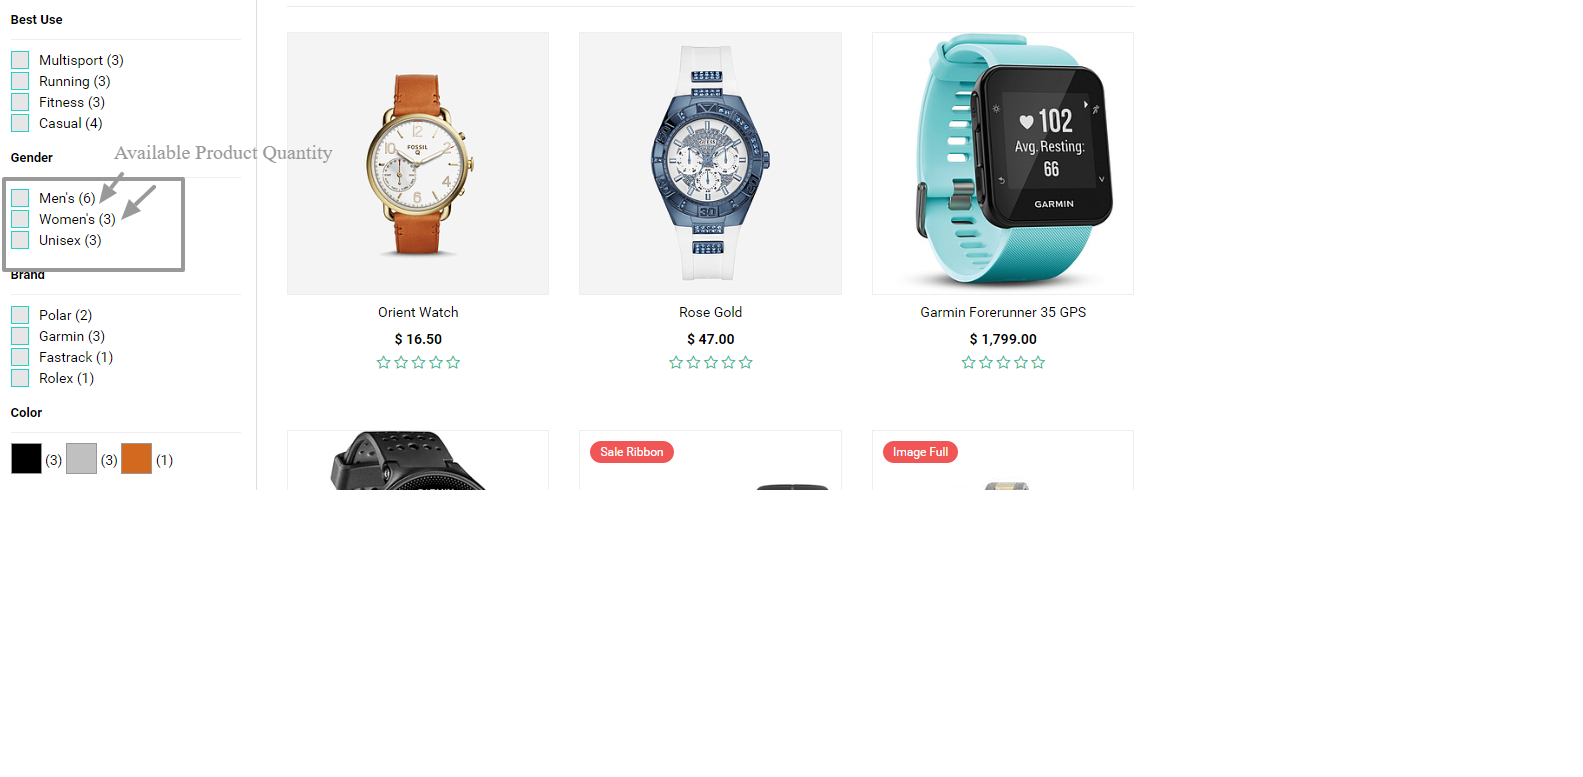 Best Use
Multisport (3)
Running (3)
Fitness (3)
Casual (4)
Gender
Available Product Quantity
Men's (6)
Women's (3)
Unisex (3)
Brand
Polar (2)
Garmin (3)
Fastrack (1)
Rolex (1)
Color
(3) (3) (1)
FOSSIL
Q
12
10
2
4
6
8
GUESS
30
102
Avg. Resting:
66
GARMIN
Orient Watch
$ 16.50
Rose Gold
$ 47.00
Garmin Forerunner 35 GPS
$ 1,799.00
Sale Ribbon
Image Full